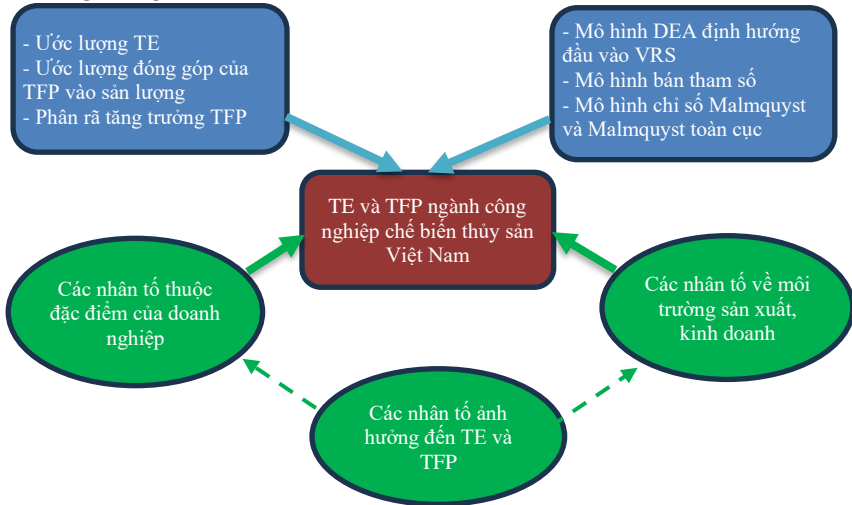 - Ước lượng TE
- Ước lượng đóng góp của
TFP vào sản lượng
- Phân rã tăng trưởng TFP
- Mô hình DEA định hướng
đầu vào VRS
- Mô hình bán tham số
- Mô hình chỉ số Malmquyst
và Malmquyst toàn cục
TE và TFP ngành công
nghiệp chế biến thủy sản
Việt Nam
Các nhân tố thuộc
đặc điểm của doanh
nghiệp
Các nhân tố về môi
trường sản xuất,
kinh doanh
Các nhân tố ảnh
hưởng đến TE và
TFP